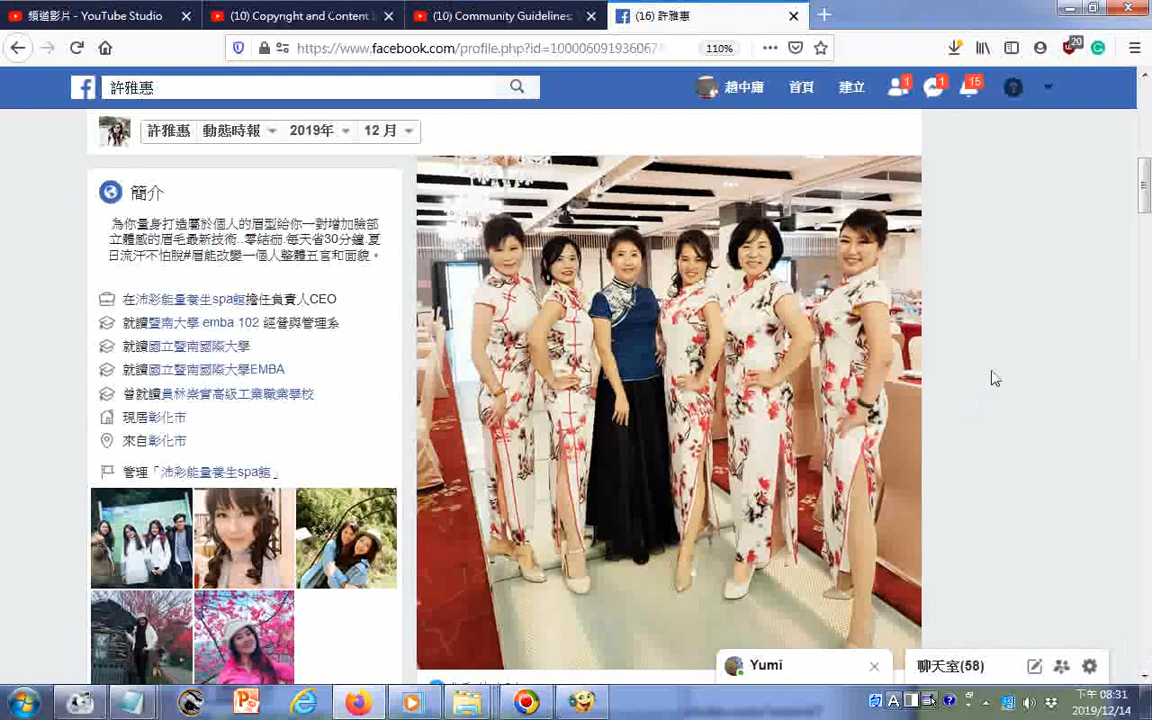 頻道影片 - YouTube Studio
(10) Copyright and Content
(10) Community Guidelines:
(16) 許雅惠
https://www.facebook.com/profile.php?id=100006091936067
110%
20
許雅惠
趙中庸
首頁
建立
1
1
15
許雅惠 動態時報 2019年 12 月
簡介
為你量身打造屬於個人的眉型給你一對增加臉部
立體感的眉毛最新技術..零結痂.每天省30分鐘.夏
日流汗不怕脫#眉能改變一個人整體五官和面貌。
在沛彩能量養生spa館擔任負責人CEO
就讀暨南大學 emba 102 經營與管理系
就讀國立暨南國際大學
就讀國立暨南國際大學EMBA
曾就讀員林崇實高級工業職業學校
現居彰化市
來自彰化市
管理「沛彩能量養生spa館」
Yumi
聊天室(58)
下午 08:31
2019/12/14